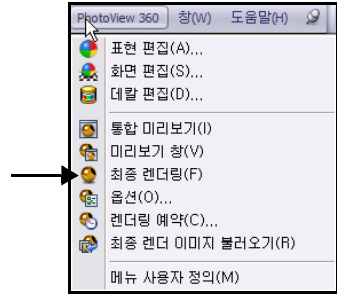 PhotoView 360 창(W) 도움말(H)
표현 편집(A)...
화면 편집(S)...
데칼 편집(D)...
통합 미리보기(I)
미리보기 창(V)
최종 렌더링(F)
옵션(O)...
렌더링 예약(C)...
최종 렌더 이미지 불러오기(R)
메뉴 사용자 정의(M)